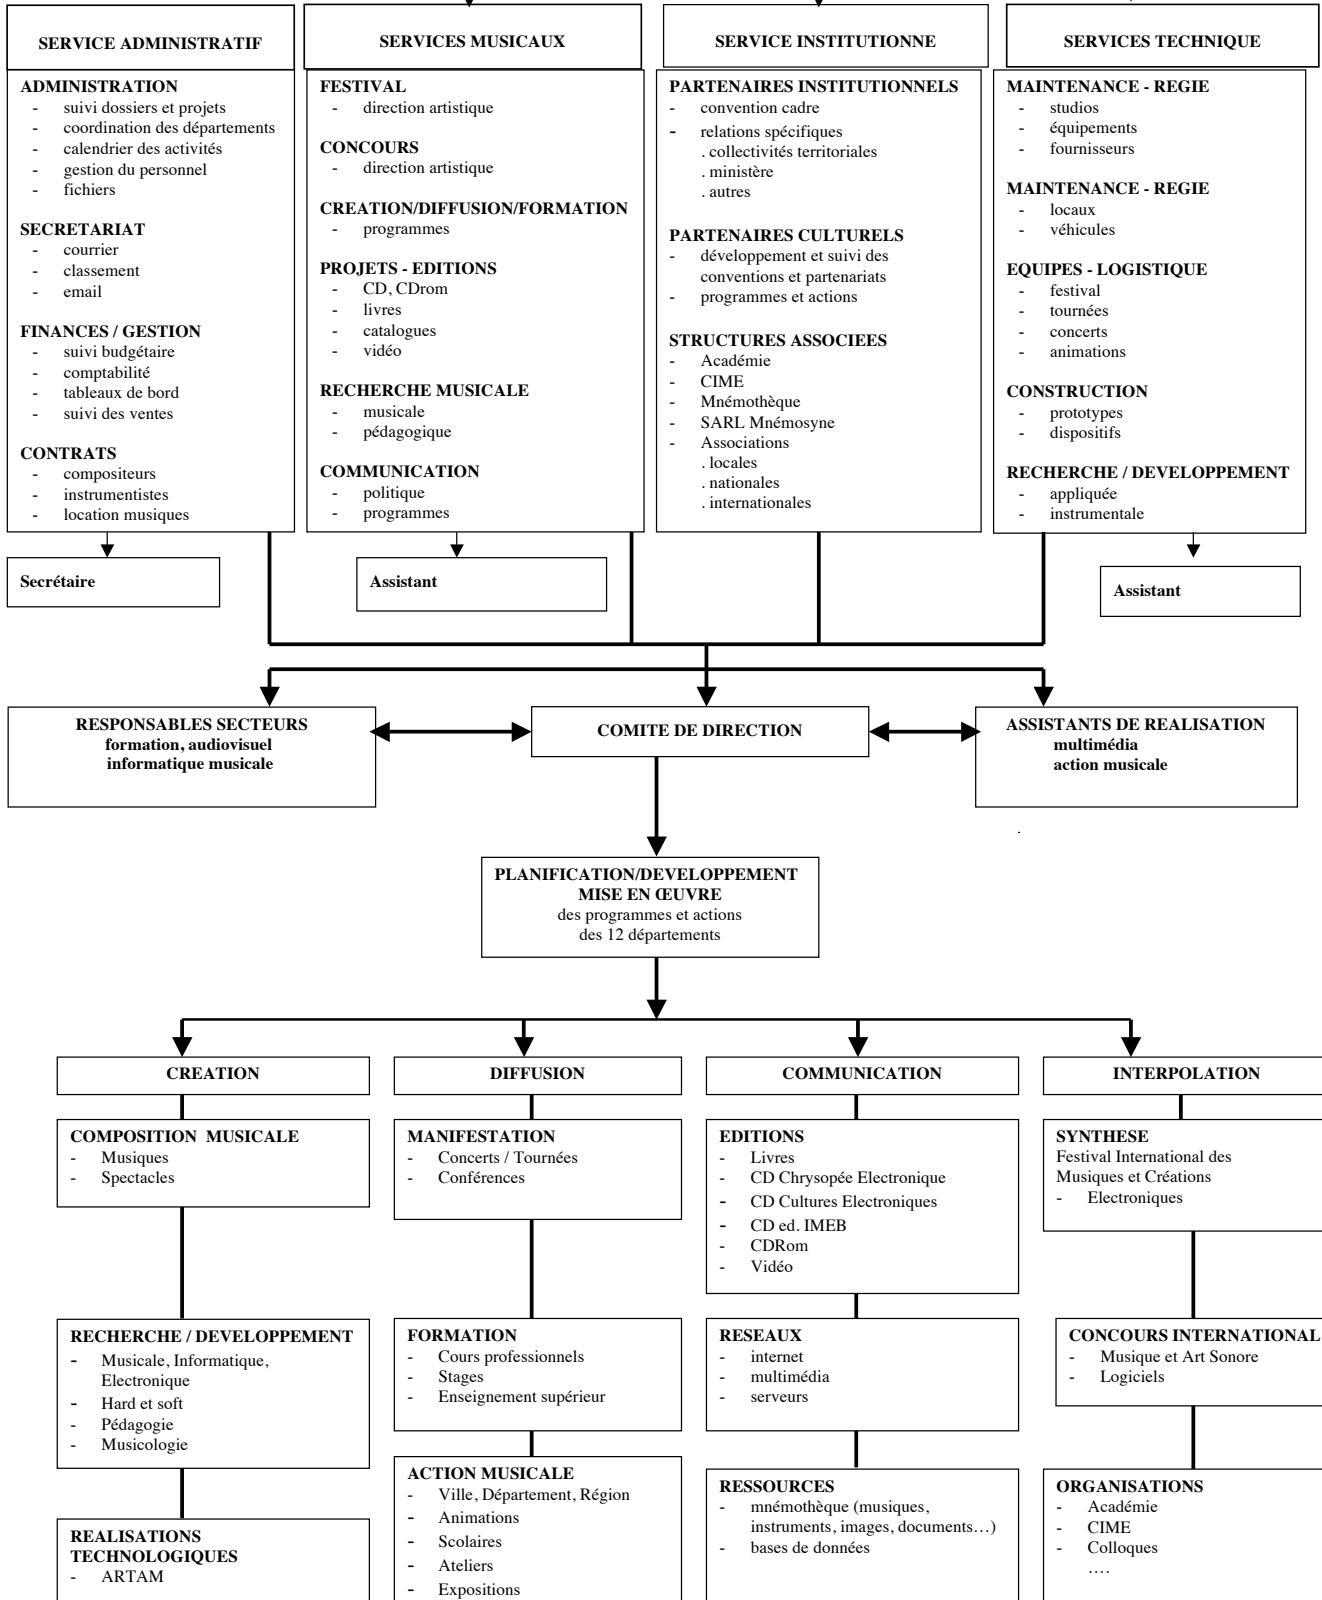 SERVICE ADMINISTRATIF
ADMINISTRATION
- suivi dossiers et projets
- coordination des départements
- calendrier des activités
- gestion du personnel
- fichiers
SECRETARIAT
- courrier
- classement
- email
FINANCES / GESTION
- suivi budgétaire
- comptabilité
- tableaux de bord
- suivi des ventes
CONTRATS
- compositeurs
- instrumentistes
- location musiques
Secrétaire
SERVICES MUSICAUX
FESTIVAL
- direction artistique
CONCOURS
- direction artistique
CREATION/DIFFUSION/FORMATION
- programmes
PROJETS - EDITIONS
- CD, CDrom
- livres
- catalogues
- vidéo
RECHERCHE MUSICALE
- musicale
- pédagogique
COMMUNICATION
- politique
- programmes
Assistant
SERVICE INSTITUTIONNE
PARTENAIRES INSTITUTIONNELS
- convention cadre
- relations spécifiques
. collectivités territoriales
. ministère
. autres
PARTENAIRES CULTURELS
- développement et suivi des
conventions et partenariats
- programmes et actions
STRUCTURES ASSOCIEES
- Académie
- CIME
- Mnémothèque
- SARL Mnémosyne
- Associations
. locales
. nationales
. internationales
SERVICES TECHNIQUE
MAINTENANCE - REGIE
- studios
- équipements
- fournisseurs
MAINTENANCE - REGIE
- locaux
- véhicules
EQUIPES - LOGISTIQUE
- festival
- tournées
- concerts
- animations
CONSTRUCTION
- prototypes
- dispositifs
RECHERCHE / DEVELOPPEMENT
- appliquée
- instrumentale
Assistant
RESPONSABLES SECTEURS
formation, audiovisuel
informatique musicale
COMITE DE DIRECTION
ASSISTANTS DE REALISATION
multimédia
action musicale
.
PLANIFICATION/DEVELOPPEMENT
MISE EN ŒUVRE
des programmes et actions
des 12 départements
CREATION
COMPOSITION MUSICALE
- Musiques
- Spectacles
RECHERCHE / DEVELOPPEMENT
- Musicale, Informatique,
Electronique
- Hard et soft
- Pédagogie
- Musicologie
REALISATIONS
TECHNOLOGIQUES
- ARTAM
DIFFUSION
MANIFESTATION
- Concerts / Tournées
- Conférences
FORMATION
- Cours professionnels
- Stages
- Enseignement supérieur
ACTION MUSICALE
- Ville, Département, Région
- Animations
- Scolaires
- Ateliers
- Expositions
COMMUNICATION
EDITIONS
- Livres
- CD Chrysopée Electronique
- CD Cultures Electroniques
- CD ed. IMEB
- CDRom
- Vidéo
RESEAUX
- internet
- multimédia
- serveurs
RESSOURCES
- mnémothèque (musiques,
instruments, images, documents…)
- bases de données
INTERPOLATION
SYNTHESE
Festival International des
Musiques et Créations
- Electroniques
CONCOURS INTERNATIONAL
- Musique et Art Sonore
- Logiciels
ORGANISATIONS
- Académie
- CIME
- Colloques
….